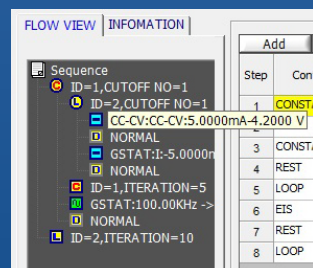 FLOW VIEW INFOMATION
Sequence
ID=1,CUTOFF NO=1
ID=2,CUTOFF NO=1
CC-CV:CC-CV:5.0000mA-4.2000 V
NORMAL
GSTAT:I:-5.0000m
NORMAL
ID=1,ITERATION=5
GSTAT:100.00KHz ->
NORMAL
ID=2,ITERATION=10
Add
Step Con
1 CONSTA
3 CONSTA
4 REST
5 LOOP
6 EIS
7 REST
8 LOOP